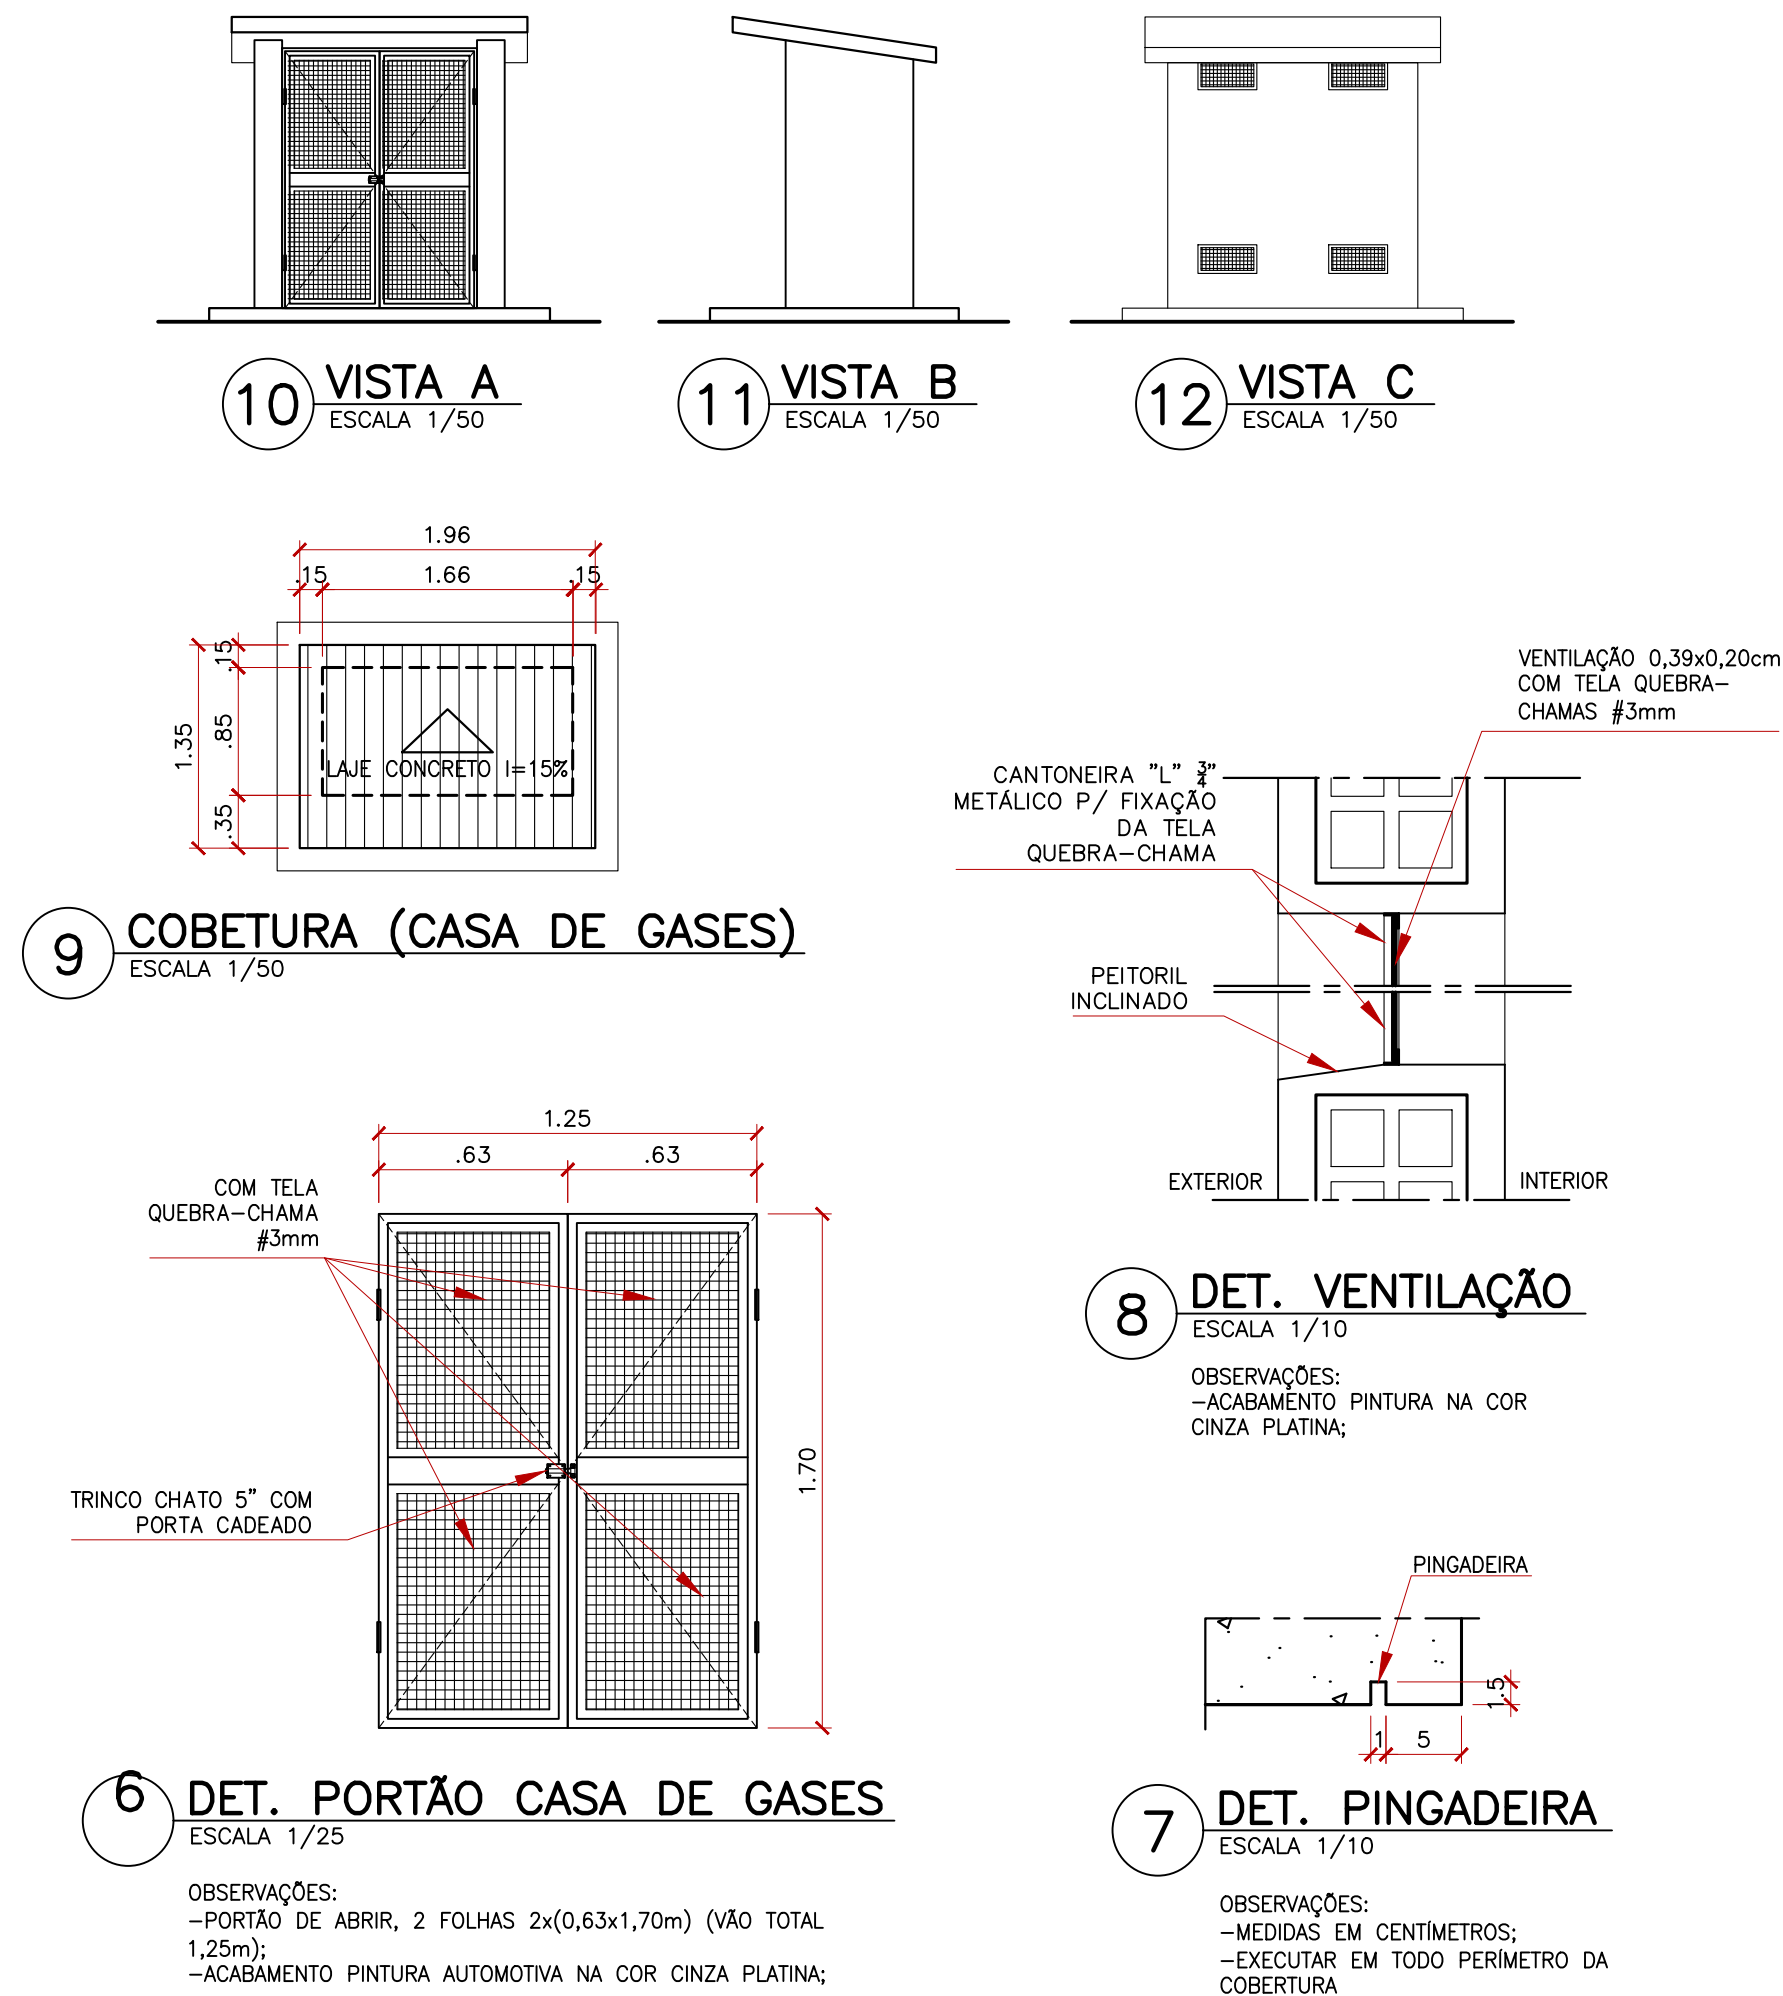 10 VISTA A
ESCALA 1/50
11 VISTA B
ESCALA 1/50
12 VISTA C
ESCALA 1/50
1.96
.15 1.66 .15
.15
.85
.35
1.35
LAJE CONCRETO I=15%
9 COBETURA (CASA DE GASES)
ESCALA 1/50
VENTILAÇÃO 0,39x0,20cm
COM TELA QUEBRA-
CHAMAS #3mm
CANTONEIRA "L" 3/4"
METÁLICO P/ FIXAÇÃO
DA TELA
QUEBRA-CHAMA
PEITORIL
INCLINADO
EXTERIOR
INTERIOR
8 DET. VENTILAÇÃO
ESCALA 1/10
OBSERVAÇÕES:
-ACABAMENTO PINTURA NA COR
CINZA PLATINA;
1.25
.63 .63
COM TELA
QUEBRA-CHAMA
#3mm
1.70
TRINCO CHATO 5" COM
PORTA CADEADO
6 DET. PORTÃO CASA DE GASES
ESCALA 1/25
OBSERVAÇÕES:
-PORTÃO DE ABRIR, 2 FOLHAS 2x(0,63x1,70m) (VÃO TOTAL
1,25m);
-ACABAMENTO PINTURA AUTOMOTIVA NA COR CINZA PLATINA;
PINGADEIRA
1.5
1 5
7 DET. PINGADEIRA
ESCALA 1/10
OBSERVAÇÕES:
-MEDIDAS EM CENTÍMETROS;
-EXECUTAR EM TODO PERÍMETRO DA
COBERTURA